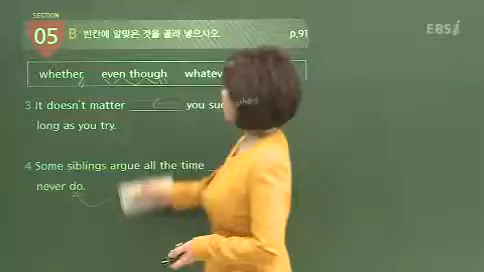 SECTION
05 B 빈칸에 알맞은 것을 골라 넣으시오. p.91
EBSi
whether even though
3 It doesn't matter you
long as you try.
4 Some siblings argue all the time
never do.